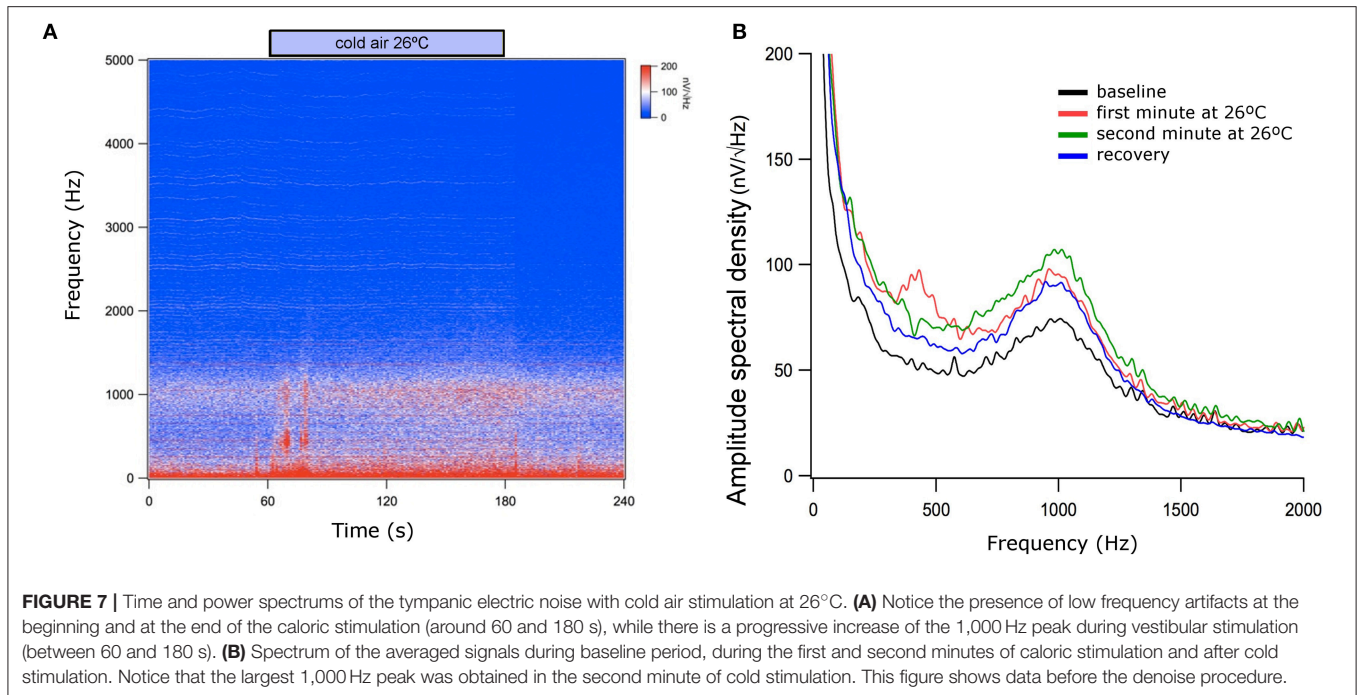 A
cold air 26ºC
5000
4000
3000
2000
1000
0
Frequency (Hz)
0 60 120 180 240
Time (s)
200
100
0
nV/√Hz
B
200
150
100
50
0
Amplitude spectral density (nV/√Hz)
baseline
first minute at 26ºC
second minute at 26ºC
recovery
0 500 1000 1500 2000
Frequency (Hz)
FIGURE 7 | Time and power spectrums of the tympanic electric noise with cold air stimulation at 26°C. (A) Notice the presence of low frequency artifacts at the
beginning and at the end of the caloric stimulation (around 60 and 180 s), while there is a progressive increase of the 1,000 Hz peak during vestibular stimulation
(between 60 and 180 s). (B) Spectrum of the averaged signals during baseline period, during the first and second minutes of caloric stimulation and after cold
stimulation. Notice that the largest 1,000 Hz peak was obtained in the second minute of cold stimulation. This figure shows data before the denoise procedure.